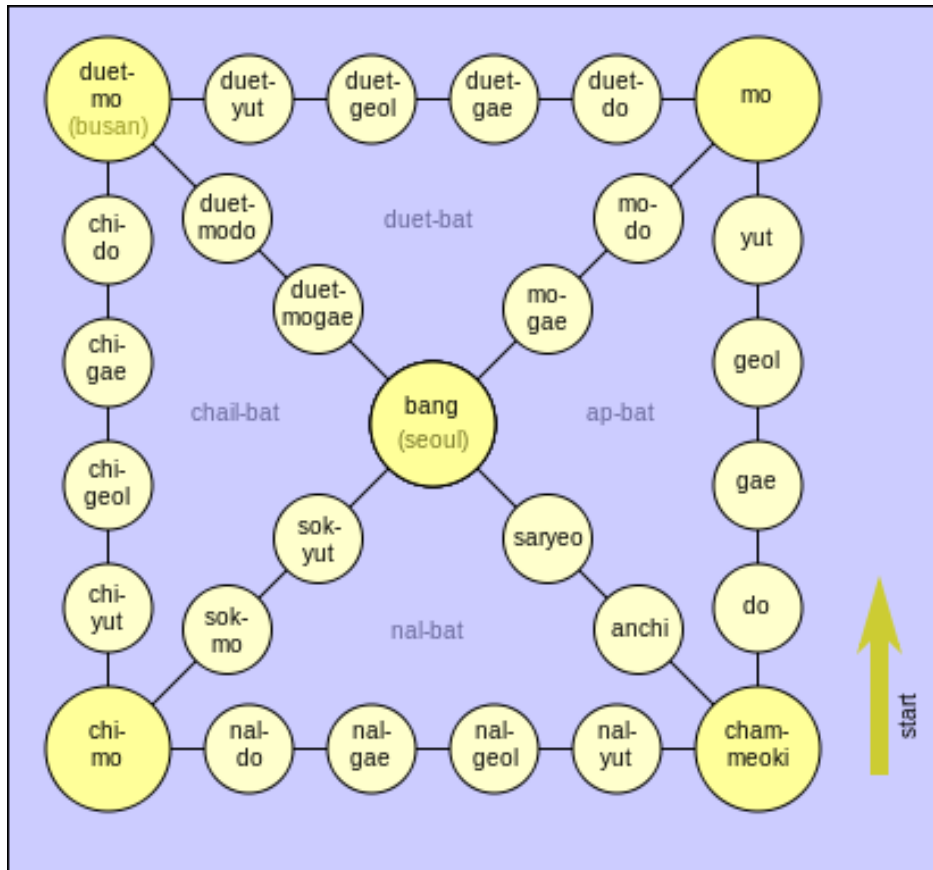 duet-
mo
(busan)
duet-
yut
duet-
geol
duet-
gae
duet-
do
mo
duet-
modo
duet-bat
mo-
do
chi-
do
yut
duet-
mogae
mo-
gae
chi-
gae
geol
chail-bat
bang
(seoul)
ap-bat
chi-
geol
gae
sok-
yut
saryeo
chi-
yut
do
sok-
mo
nal-bat
anchi
start
chi-
mo
nal-
do
nal-
gae
nal-
geol
nal-
yut
cham-
meoki